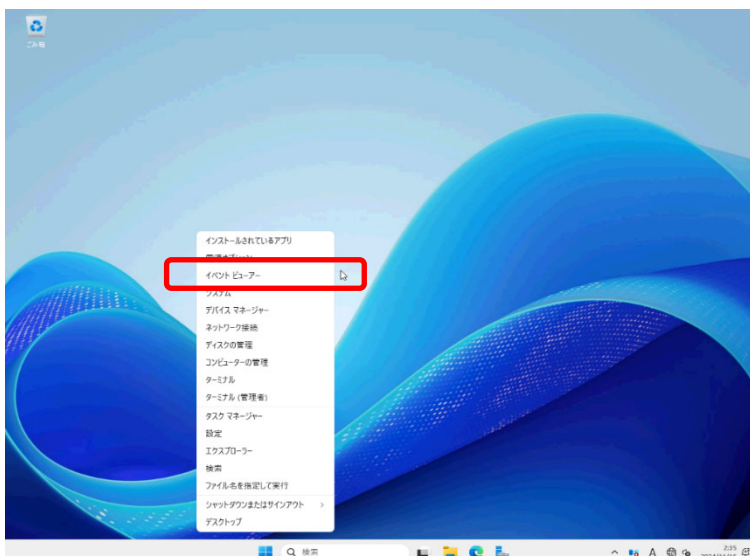 ごみ箱
インストールされているアプリ
イベント ビューアー
システム
デバイス マネージャー
ネットワーク接続
ディスクの管理
コンピューターの管理
ターミナル
ターミナル (管理者)
タスク マネージャー
設定
エクスプローラー
検索
ファイル名を指定して実行
シャットダウンまたはサインアウト
デスクトップ
検索
A
2:35